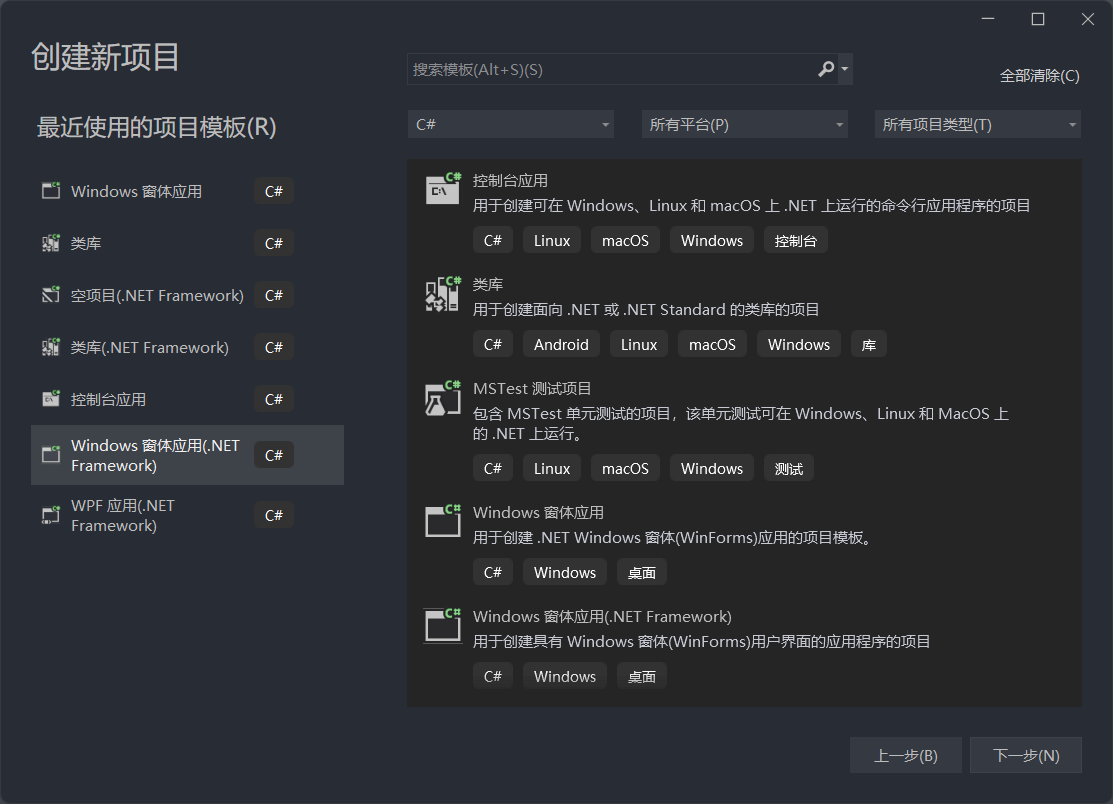 创建新项目
搜索模板(Alt+S)(S)
全部清除(C)
最近使用的项目模板(R)
C#
所有平台(P)
所有项目类型(T)
Windows 窗体应用
C#
类库
C#
空项目(.NET Framework)
C#
类库(.NET Framework)
C#
控制台应用
C#
Windows 窗体应用(.NET
Framework)
C#
WPF 应用(.NET
Framework)
C#
控制台应用
用于创建可在 Windows、Linux 和 macOS 上 .NET 上运行的命令行应用程序的项目
C# Linux macOS Windows 控制台
类库
用于创建面向 .NET 或 .NET Standard 的类库的项目
C# Android Linux macOS Windows 库
MSTest 测试项目
包含 MSTest 单元测试的项目，该单元测试可在 Windows、Linux 和 MacOS 上
的 .NET 上运行。
C# Linux macOS Windows 测试
Windows 窗体应用
用于创建 .NET Windows 窗体(WinForms)应用的项目模板。
C# Windows 桌面
Windows 窗体应用(.NET Framework)
用于创建具有 Windows 窗体(WinForms)用户界面的应用程序的项目
C# Windows 桌面
上一步(B)
下一步(N)